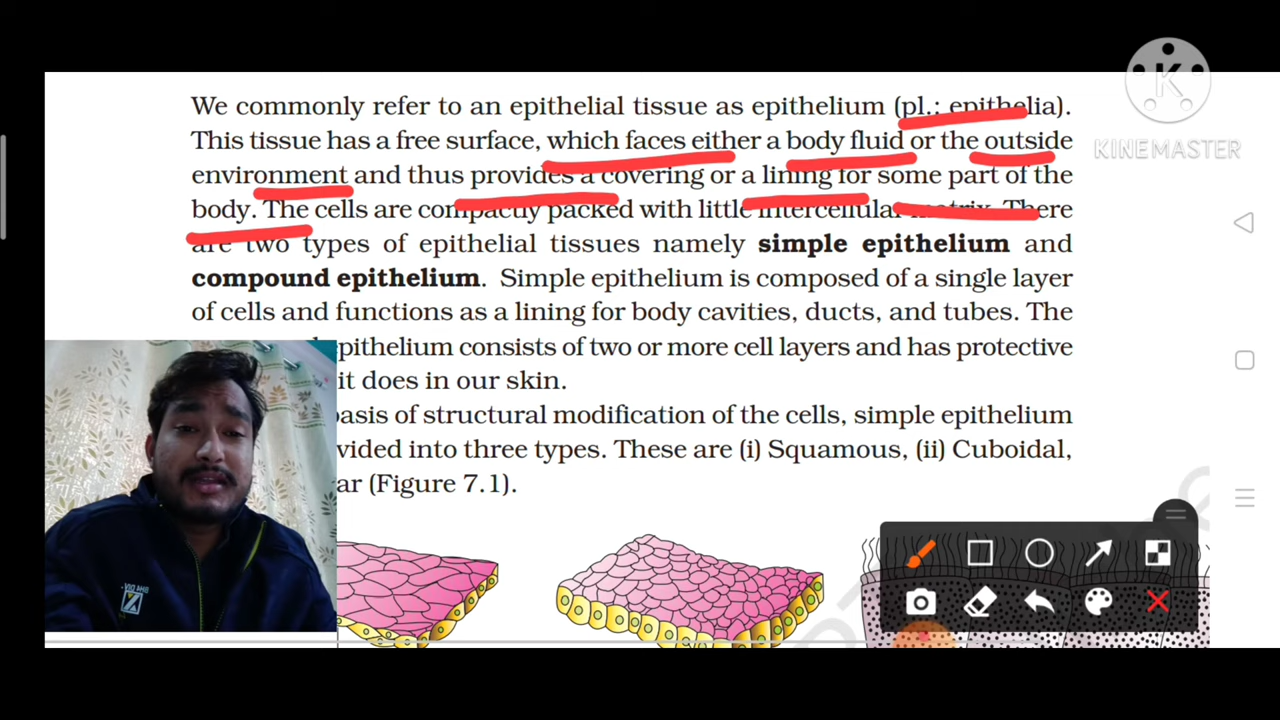 We commonly refer to an epithelial tissue as epithelium (pl.: epithelia).
This tissue has a free surface, which faces either a body fluid or the outside
environment and thus provides a covering or a lining for some part of the
body. The cells are compactly packed with little intercellular matrix. There
are two types of epithelial tissues namely simple epithelium and
compound epithelium. Simple epithelium is composed of a single layer
of cells and functions as a lining for body cavities, ducts, and tubes. The
epithelium consists of two or more cell layers and has protective
it does in our skin.
basis of structural modification of the cells, simple epithelium
vided into three types. These are (i) Squamous, (ii) Cuboidal,
ar (Figure 7.1).
KINEMASTER